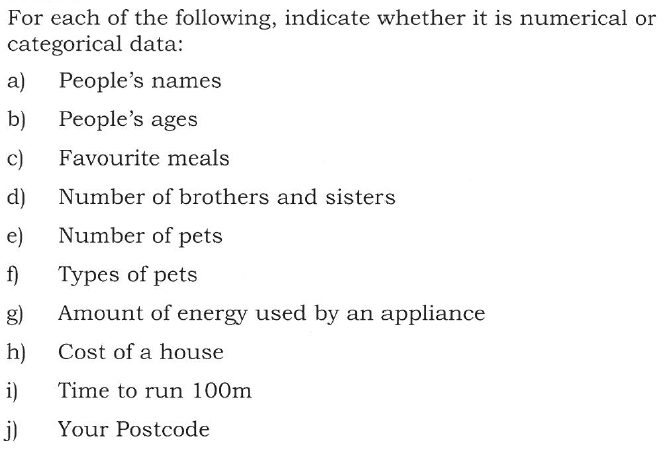 For each of the following, indicate whether it is numerical or
categorical data:
a) People's names
b) People's ages
c) Favourite meals
d) Number of brothers and sisters
e) Number of pets
f) Types of pets
g) Amount of energy used by an appliance
h) Cost of a house
i) Time to run 100m
j) Your Postcode